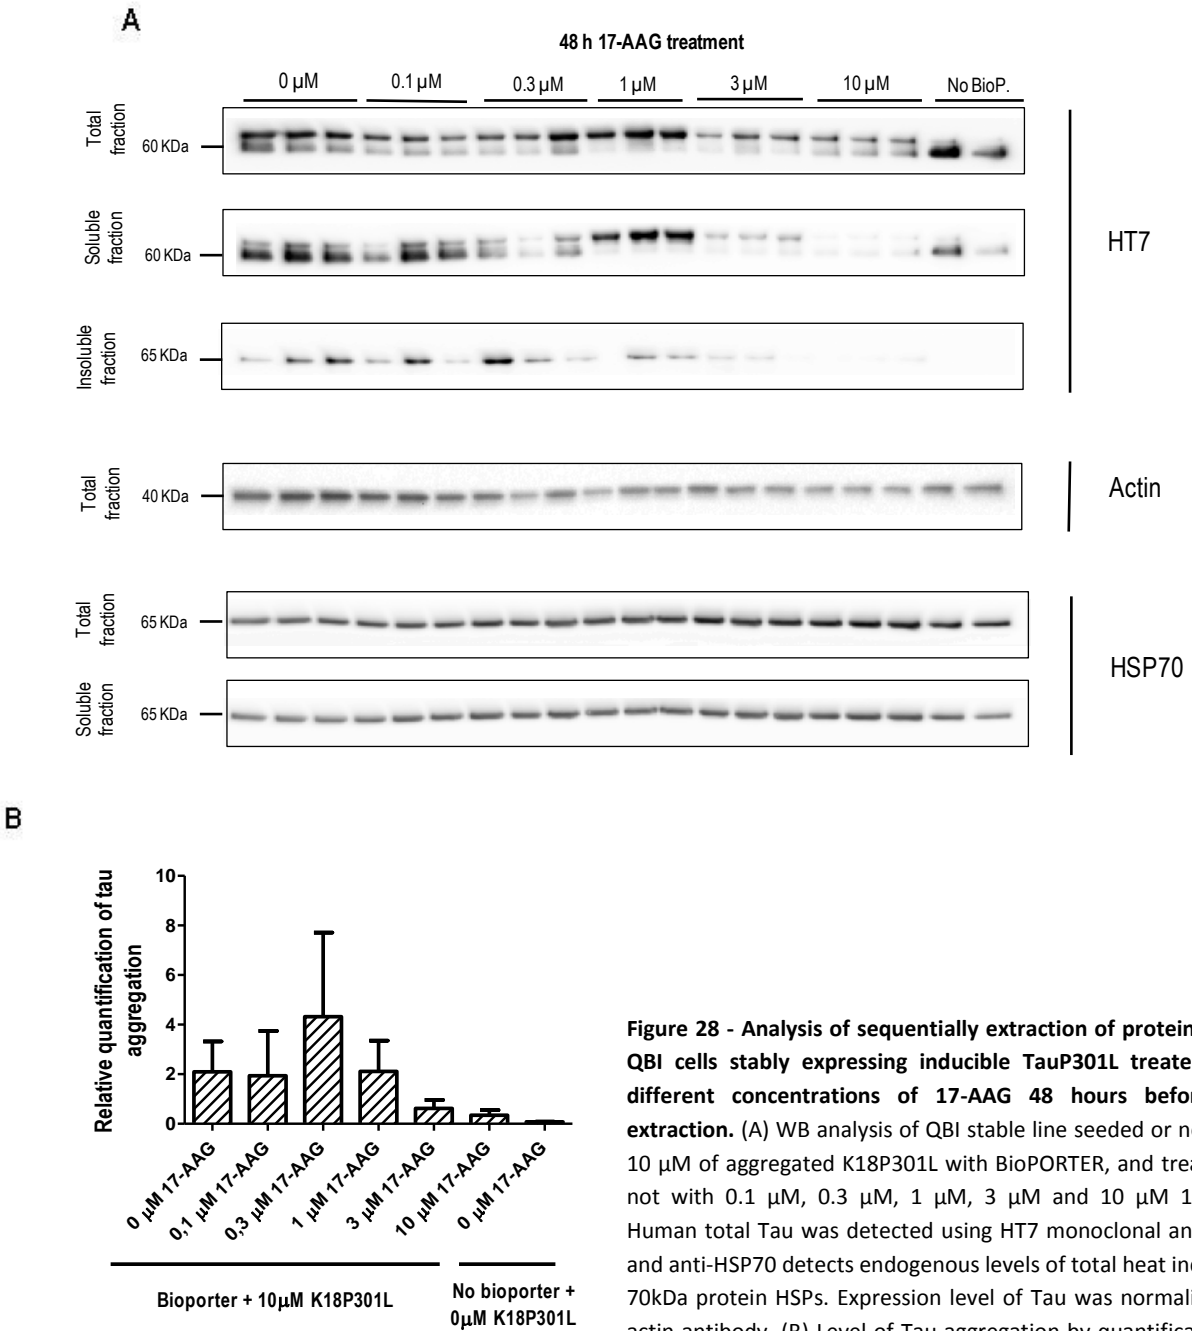 A
48 h 17-AAG treatment
0 µM 0.1 µM 0.3 µM 1 µM 3 µM 10 µM No BioP.
Total fraction
60 KDa
Soluble fraction
60 KDa
HT7
Insoluble fraction
65 KDa
Total fraction
40 KDa
Actin
Total fraction
65 KDa
HSP70
Soluble fraction
65 KDa
B
Relative quantification of tau aggregation
10
8
6
4
2
0
0 µM 17-AAG
0,1 µM 17-AAG
0,3 µM 17-AAG
1 µM 17-AAG
3 µM 17-AAG
10 µM 17-AAG
0 µM 17-AAG
Bioporter + 10µM K18P301L
No bioporter +
0µM K18P301L
Figure 28 - Analysis of sequentially extraction of protein
QBI cells stably expressing inducible TauP301L treate
different concentrations of 17-AAG 48 hours befor
extraction. (A) WB analysis of QBI stable line seeded or n
10 µM of aggregated K18P301L with BioPORTER, and trea
not with 0.1 µM, 0.3 µM, 1 µM, 3 µM and 10 µM 1
Human total Tau was detected using HT7 monoclonal an
and anti-HSP70 detects endogenous levels of total heat in
70kDa protein HSPs. Expression level of Tau was normali
actin antibody. (B) Level of Tau aggregation by quantifica